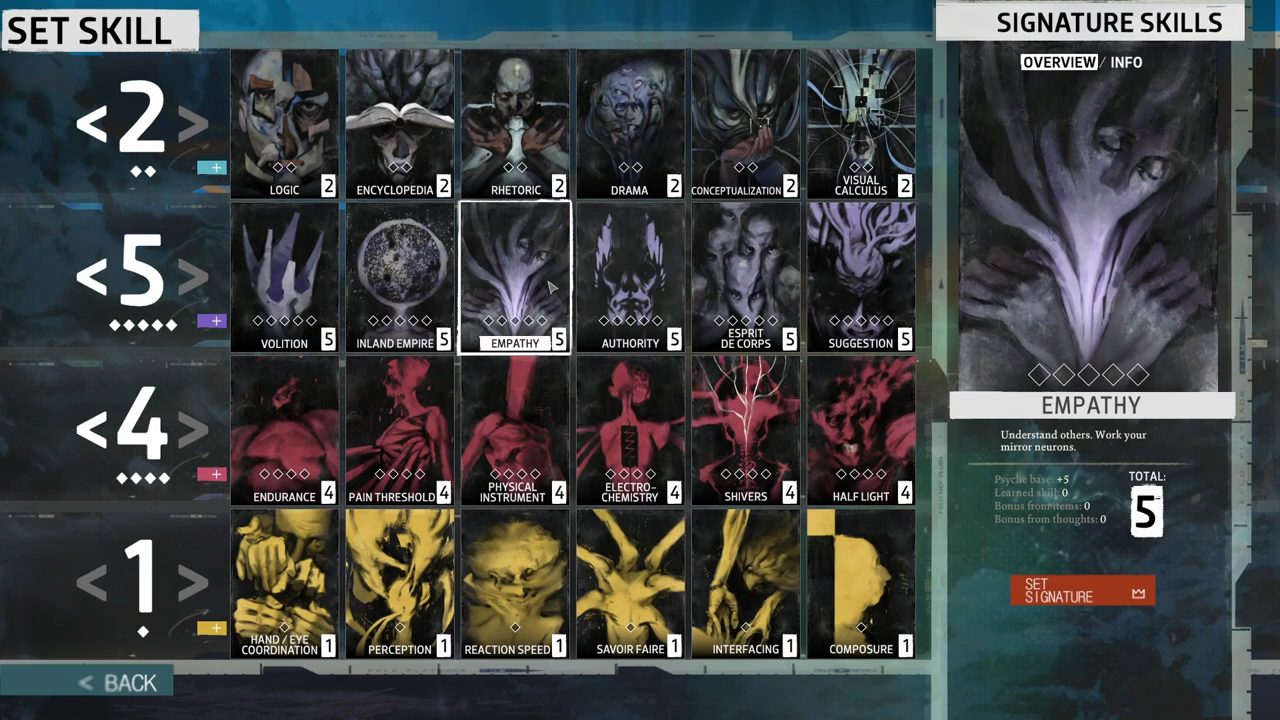 SET SKILL
SIGNATURE SKILLS
OVERVIEW / INFO
< 2 >
+
LOGIC 2
ENCYCLOPEDIA 2
RHETORIC 2
DRAMA 2
CONCEPTUALIZATION 2
VISUAL
CALCULUS 2
< 5 >
+
VOLITION 5
INLAND EMPIRE 5
EMPATHY 5
AUTHORITY 5
ESPRIT
DE CORPS 5
SUGGESTION 5
< 4 >
+
ENDURANCE 4
PAIN THRESHOLD 4
PHYSICAL
INSTRUMENT 4
ELECTRO-
CHEMISTRY 4
SHIVERS 4
HALF LIGHT 4
< 1 >
+
HAND / EYE
COORDINATION 1
PERCEPTION 1
REACTION SPEED 1
SAVOIR FAIRE 1
INTERFACING 1
COMPOSURE 1
< BACK
EMPATHY
Understand others. Work your
mirror neurons.
Psyche base: +5
Learned skill: 0
Bonus from items: 0
Bonus from thoughts: 0
TOTAL:
5
SET
SIGNATURE